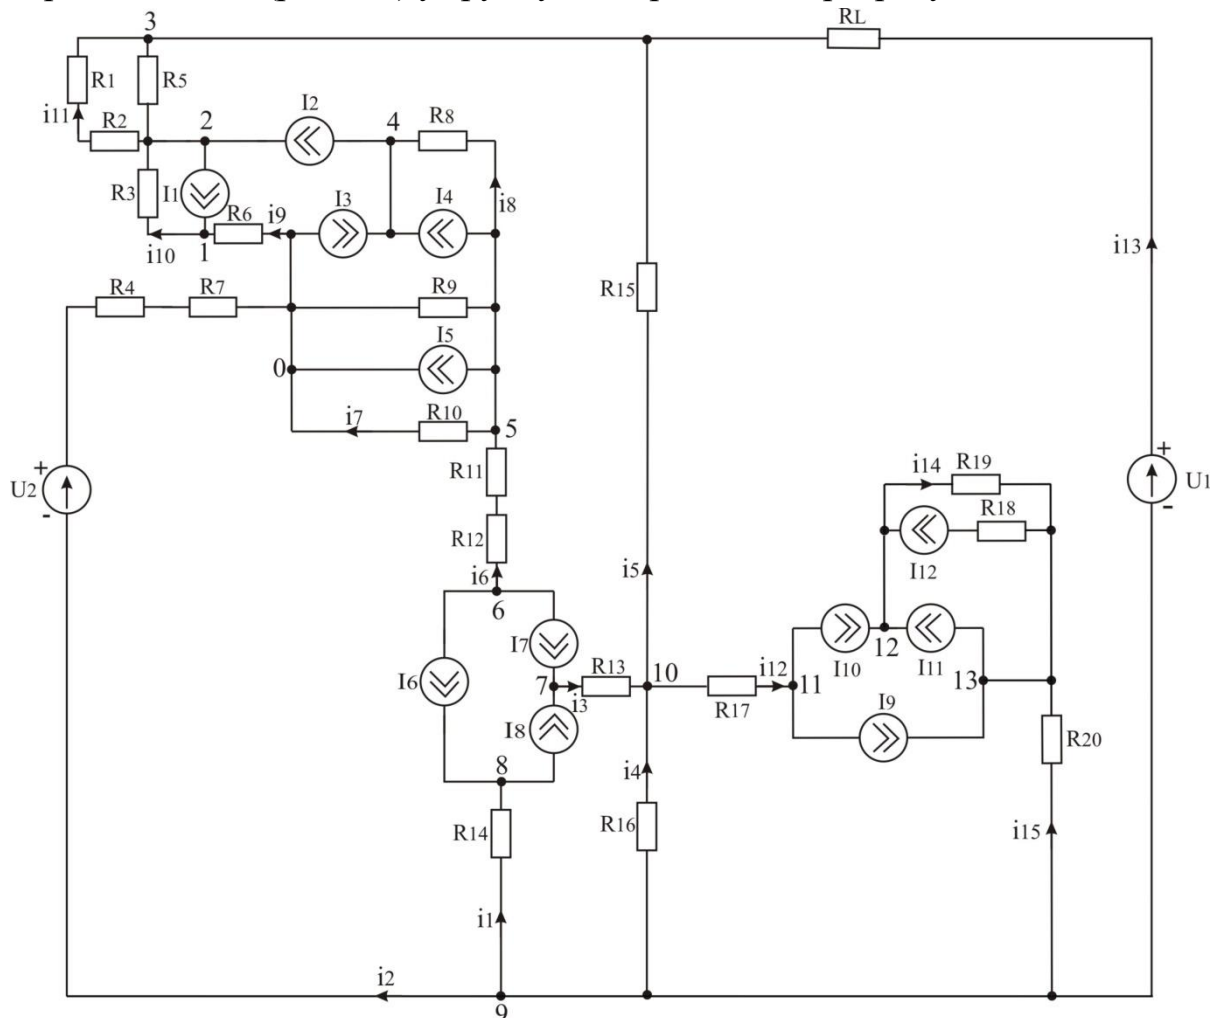 3
RL
R1
R5
i11
I2
R2
2
4
R8
R3
I1
I3
I4
i8
R6
i9
i10
1
i13
R4
R7
R9
R15
I5
0
i7
R10
5
R11
i14
R19
+
U2
-
+
U1
-
R18
R12
I12
i6
i5
6
I7
12
I10
I11
I6
7
R13
10
i12
11
13
i3
R17
I9
I8
R20
8
i4
R14
R16
i15
i1
i2
9